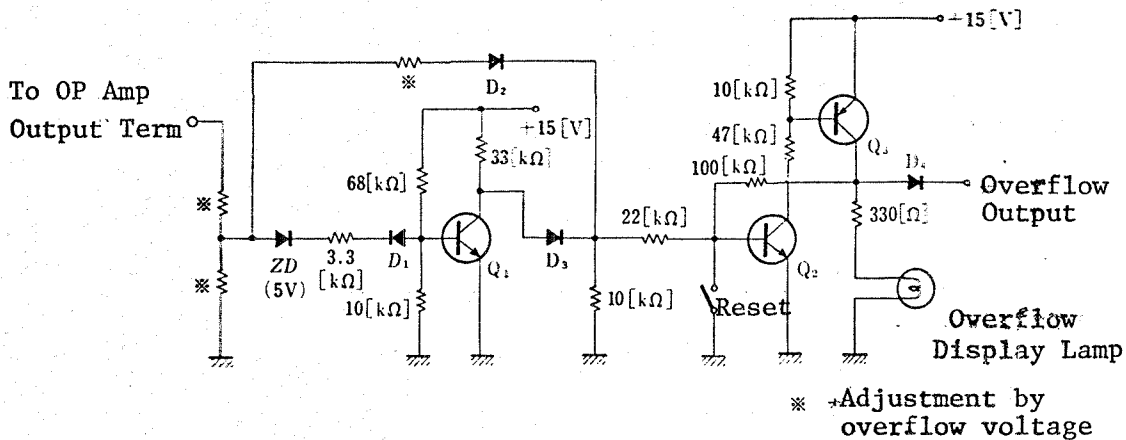 +15[V]
To OP Amp
Output Term
※
D₂
10[kΩ]
+15[V]
Q₃
33[kΩ]
47[kΩ]
100[kΩ]
D₄
Overflow
Output
68[kΩ]
※
22[kΩ]
330[Ω]
ZD
(5V)
3.3
[kΩ]
D₁
Q₁
D₃
Q₂
※
10[kΩ]
10[kΩ]
Reset
Overflow
Display Lamp
※ Adjustment by
overflow voltage